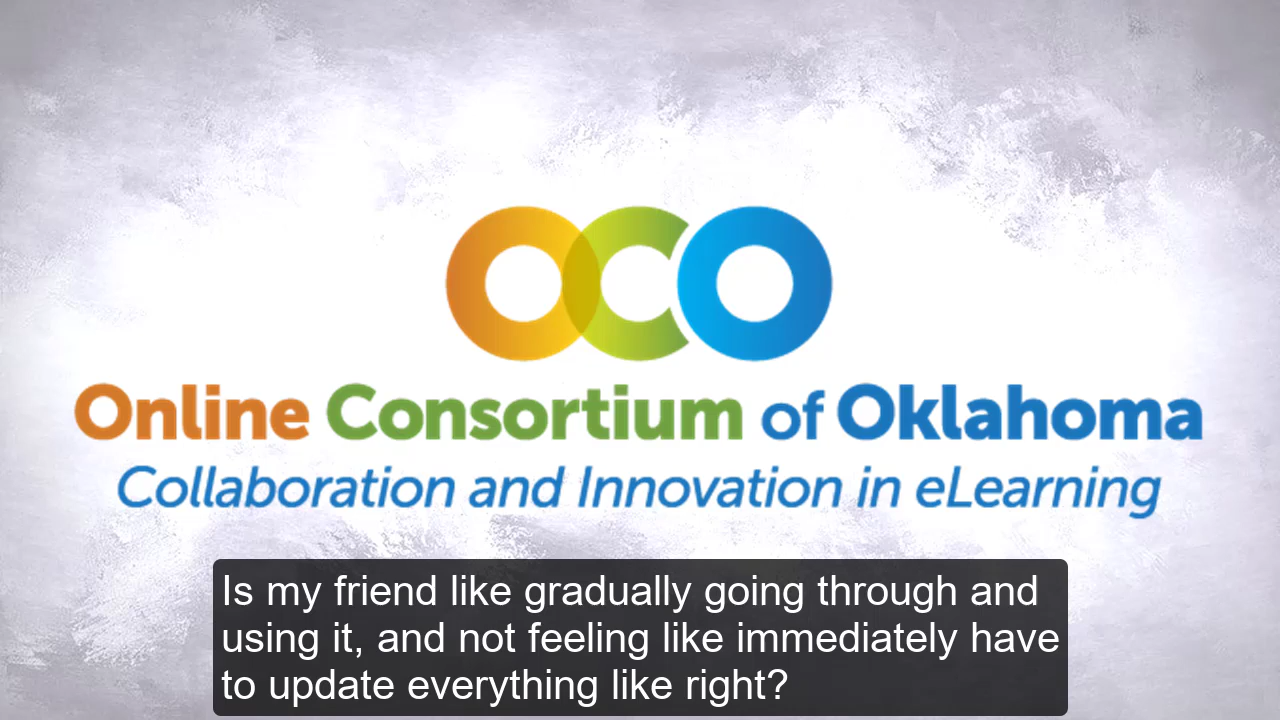 OCO
Online Consortium of Oklahoma
Collaboration and Innovation in eLearning
Is my friend like gradually going through and
using it, and not feeling like immediately have
to update everything like right?